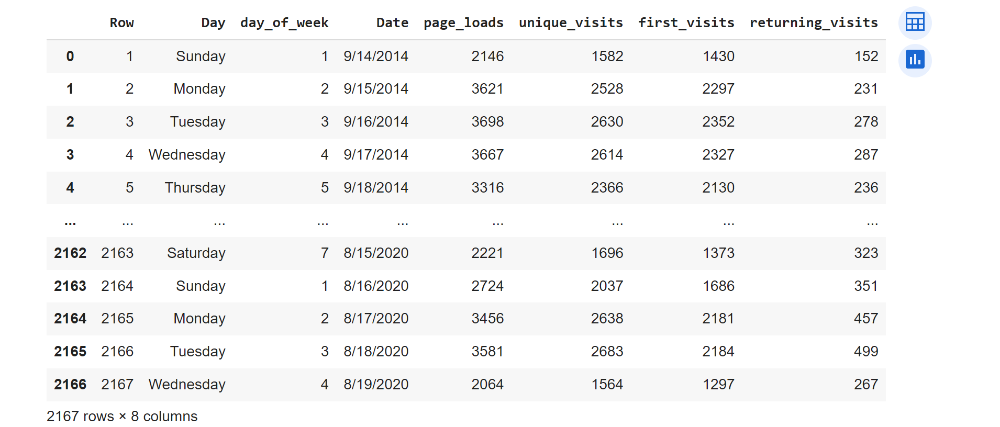 Row Day day_of_week Date page_loads unique_visits first_visits returning_visits
0 1 Sunday 1 9/14/2014 2146 1582 1430 152
1 2 Monday 2 9/15/2014 3621 2528 2297 231
2 3 Tuesday 3 9/16/2014 3698 2630 2352 278
3 4 Wednesday 4 9/17/2014 3667 2614 2327 287
4 5 Thursday 5 9/18/2014 3316 2366 2130 236
... ... ... ... ... ... ... ... ...
2162 2163 Saturday 7 8/15/2020 2221 1696 1373 323
2163 2164 Sunday 1 8/16/2020 2724 2037 1686 351
2164 2165 Monday 2 8/17/2020 3456 2638 2181 457
2165 2166 Tuesday 3 8/18/2020 3581 2683 2184 499
2166 2167 Wednesday 4 8/19/2020 2064 1564 1297 267
2167 rows × 8 columns